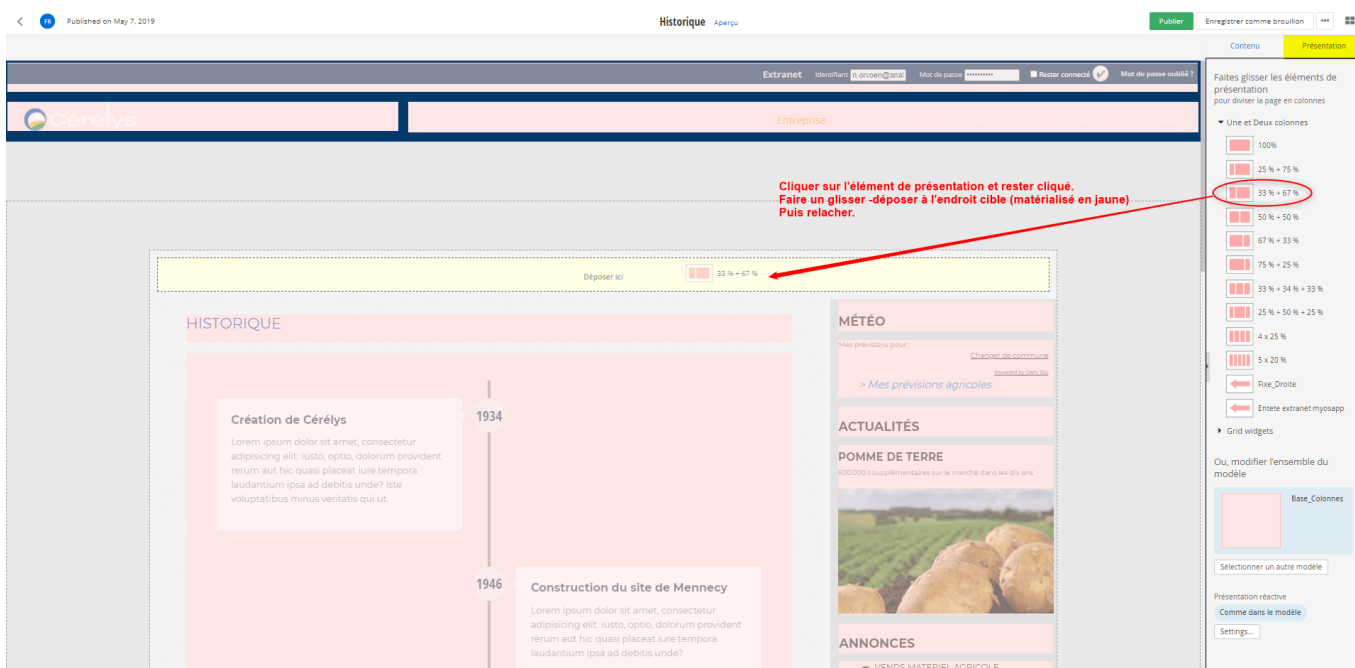 FR Published on May 7, 2019
Historique Aperçu
Publier Enregistrer comme brouillon
Contenu Présentation
Extranet Identifiant n.orvoen@anal Mot de passe •••••••••• Rester connecté Mot de passe oublié ?
Cérélys
Entreprise
Cliquer sur l'élément de présentation et rester cliqué.
Faire un glisser -déposer à l'endroit cible (matérialisé en jaune)
Puis relacher.
Déposer ici
33 % + 67 %
HISTORIQUE
1934
Création de Cérélys
Lorem ipsum dolor sit amet, consectetur
adipisicing elit. Iusto, optio, dolorum provident
rerum aut hic quasi placeat iure tempora
laudantium ipsa ad debitis unde? Iste
voluptatibus minus veritatis qui ut.
1946
Construction du site de Mennecy
Lorem ipsum dolor sit amet, consectetur
adipisicing elit. Iusto, optio, dolorum provident
rerum aut hic quasi placeat iure tempora
laudantium ipsa ad debitis unde?
MÉTÉO
Mes prévisions pour :
Changer de commune
Powered by Dark Sky
> Mes prévisions agricoles
ACTUALITÉS
POMME DE TERRE
500.000 t supplémentaires sur le marché dans les dix ans
ANNONCES
VENDS MATERIEL AGRICOLE
Faites glisser les éléments de
présentation
pour diviser la page en colonnes
Une et Deux colonnes
100%
25 % + 75 %
33 % + 67 %
50 % + 50 %
67 % + 33 %
75 % + 25 %
33 % + 34 % + 33 %
25 % + 50 % + 25 %
4 x 25 %
5 x 20 %
Fixe_Droite
Entete extranet myosapp
Grid widgets
Ou, modifier l'ensemble du
modèle
Base_Colonnes
Sélectionner un autre modèle
Présentation réactive
Comme dans le modèle
Settings...